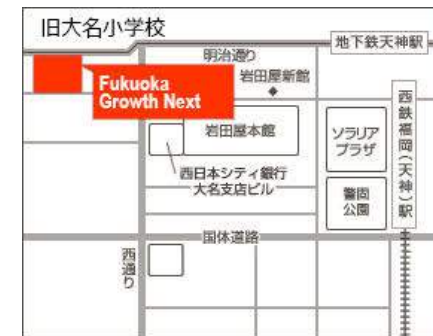 旧大名小学校
地下鉄天神駅
明治通り
岩田屋新館
Fukuoka
Growth Next
岩田屋本館
ソラリア
プラザ
西鉄福岡(天神)駅
西日本シティ銀行
大名支店ビル
警固
公園
国体道路
西通り